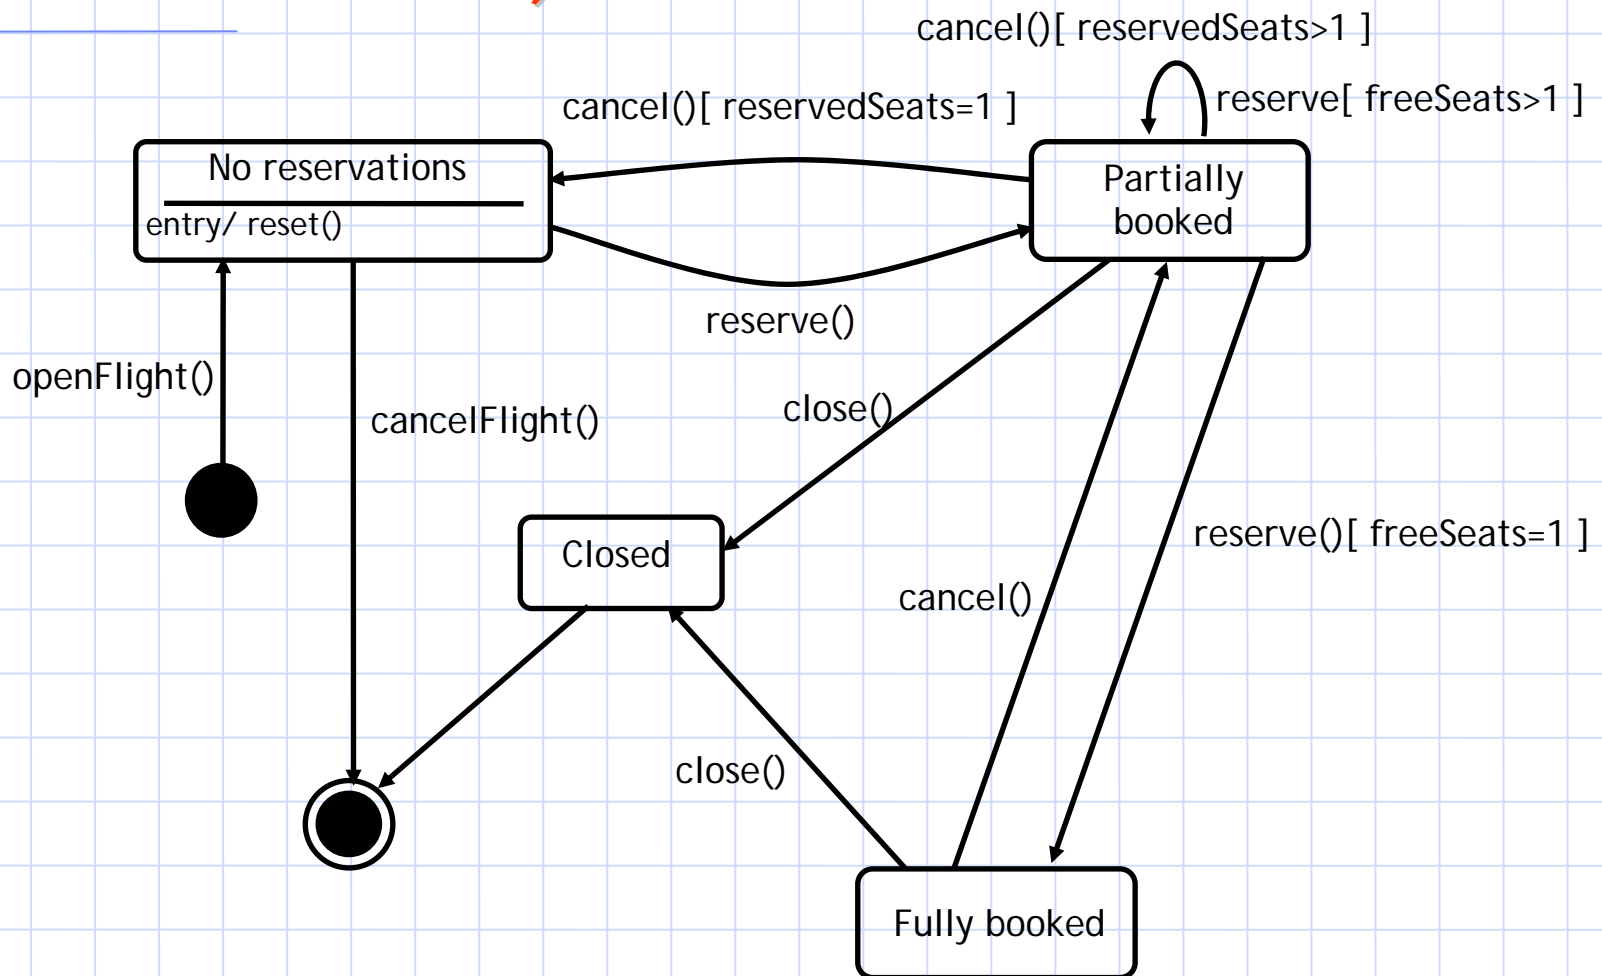 cancel()[ reservedSeats>1 ]
reserve[ freeSeats>1 ]
cancel()[ reservedSeats=1 ]
No reservations
entry/ reset()
Partially
booked
reserve()
openFlight()
cancelFlight()
close()
Closed
reserve()[ freeSeats=1 ]
cancel()
close()
Fully booked